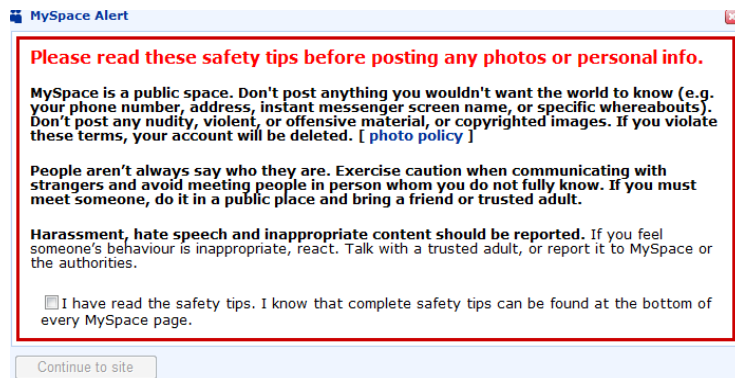 MySpace Alert
Please read these safety tips before posting any photos or personal info.
MySpace is a public space. Don't post anything you wouldn't want the world to know (e.g.
your phone number, address, instant messenger screen name, or specific whereabouts).
Don't post any nudity, violent, or offensive material, or copyrighted images. If you violate
these terms, your account will be deleted. [ photo policy ]
People aren't always say who they are. Exercise caution when communicating with
strangers and avoid meeting people in person whom you do not fully know. If you must
meet someone, do it in a public place and bring a friend or trusted adult.
Harassment, hate speech and inappropriate content should be reported. If you feel
someone's behaviour is inappropriate, react. Talk with a trusted adult, or report it to MySpace or
the authorities.
I have read the safety tips. I know that complete safety tips can be found at the bottom of
every MySpace page.
Continue to site